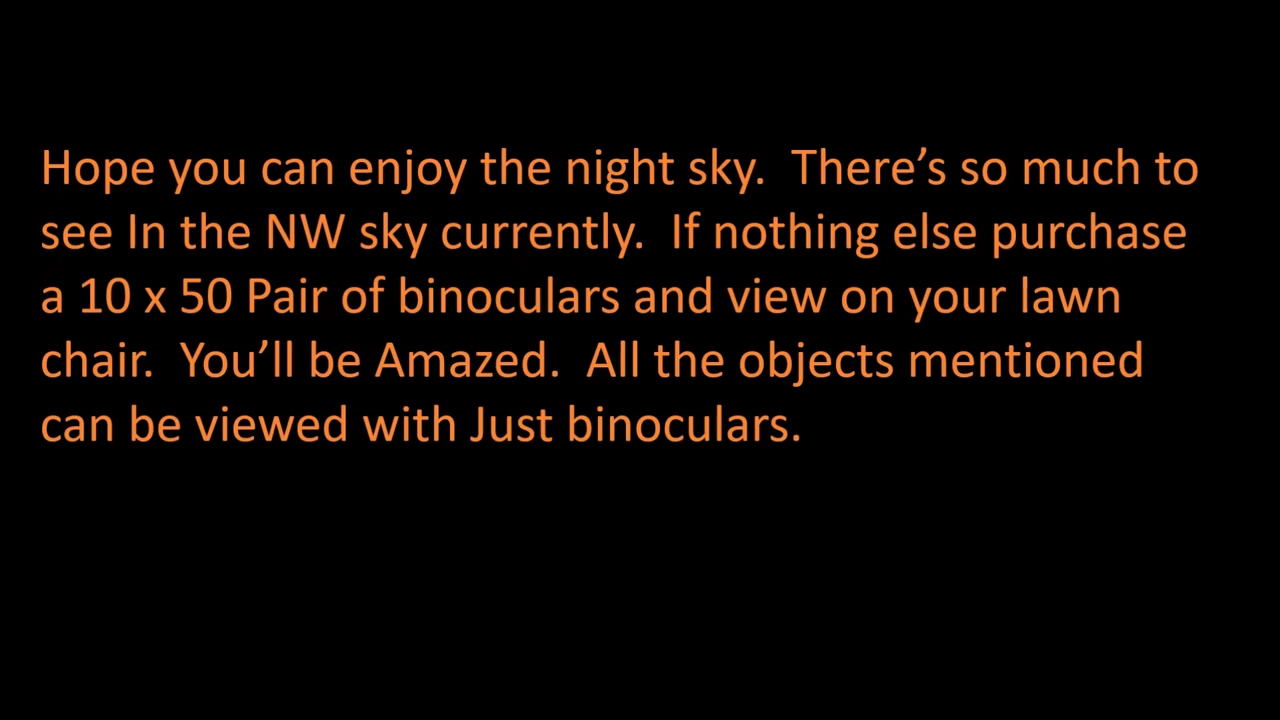 Hope you can enjoy the night sky.  There’s so much to
see In the NW sky currently.  If nothing else purchase
a 10 x 50 Pair of binoculars and view on your lawn
chair.  You’ll be Amazed.  All the objects mentioned
can be viewed with Just binoculars.